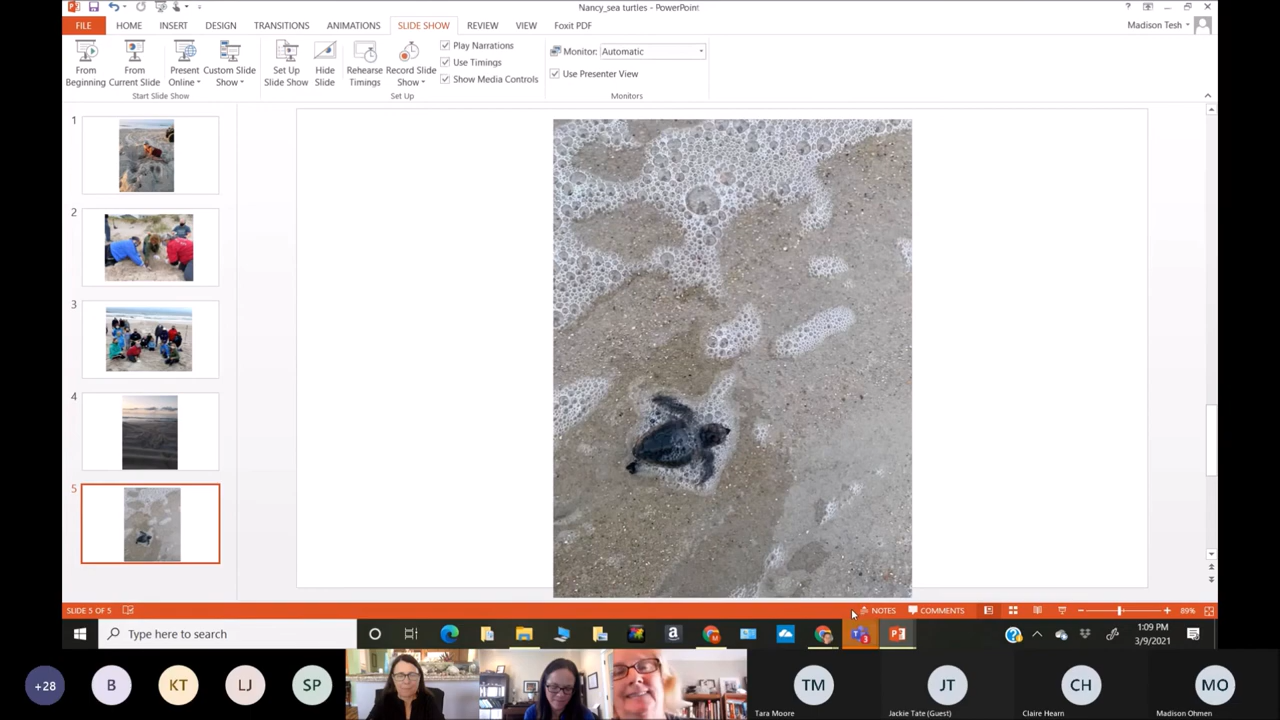 Nancy_sea turtles - PowerPoint
? 
FILE HOME INSERT DESIGN TRANSITIONS ANIMATIONS SLIDE SHOW REVIEW VIEW Foxit PDF
Madison Tesh
From Beginning
From Current Slide
Present Online
Custom Slide Show
Start Slide Show
Set Up Slide Show
Hide Slide
Rehearse Timings
Record Slide Show
Play Narrations
Use Timings
Show Media Controls
Set Up
Monitor: Automatic
Use Presenter View
Monitors
1
2
3
4
5
SLIDE 5 OF 5
NOTES COMMENTS 89%
Type here to search
1:09 PM
3/9/2021
+28 B KT LJ SP TM JT CH MO
Tara Moore Jackie Tate (Guest) Claire Hearn Madison Ohmen